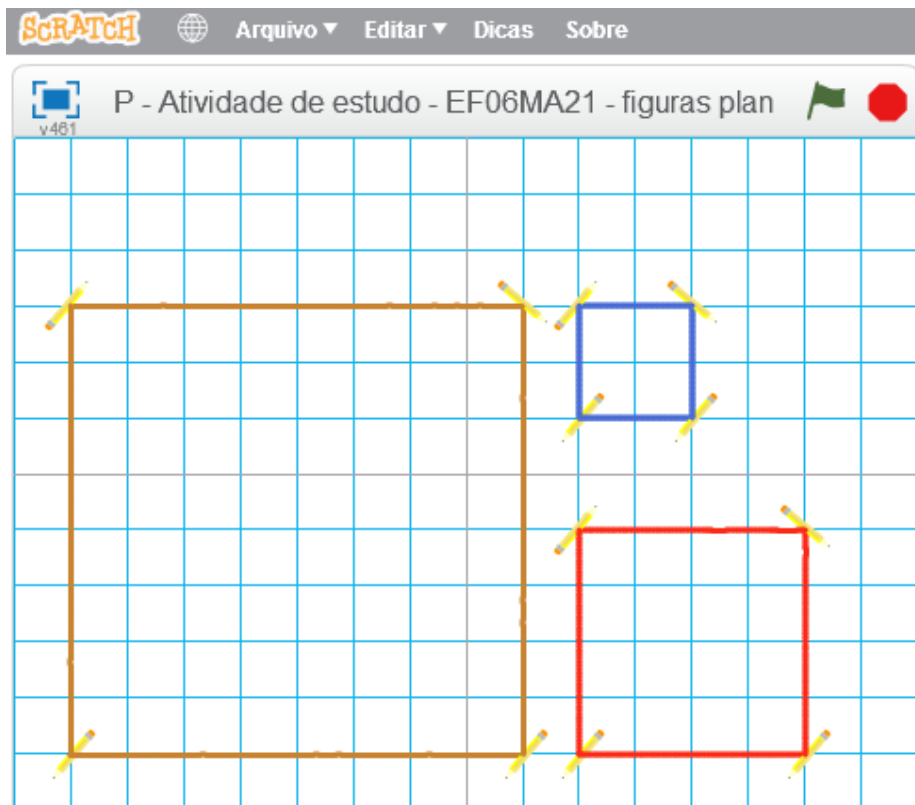 SCRATCH Arquivo Editar Dicas Sobre
v461 P - Atividade de estudo - EF06MA21 - figuras plan